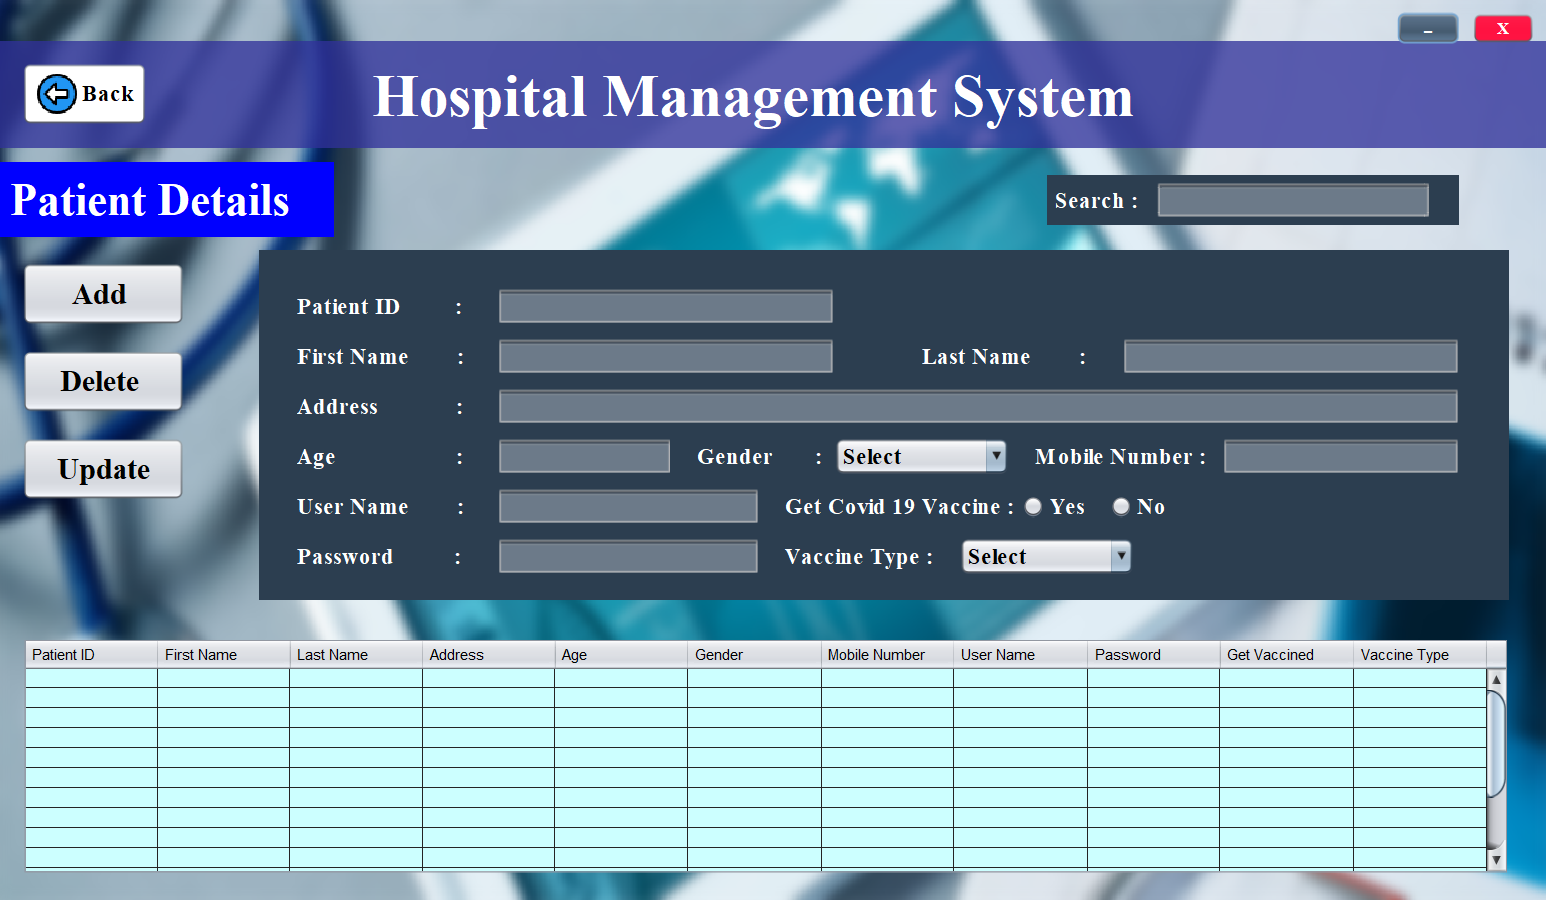 -
X
Back
Hospital Management System
Patient Details
Search :
Add
Delete
Update
Patient ID :
First Name :
Last Name :
Address :
Age :
Gender : Select
Mobile Number :
User Name :
Get Covid 19 Vaccine : Yes No
Password :
Vaccine Type : Select
Patient ID First Name Last Name Address Age Gender Mobile Number User Name Password Get Vaccined Vaccine Type